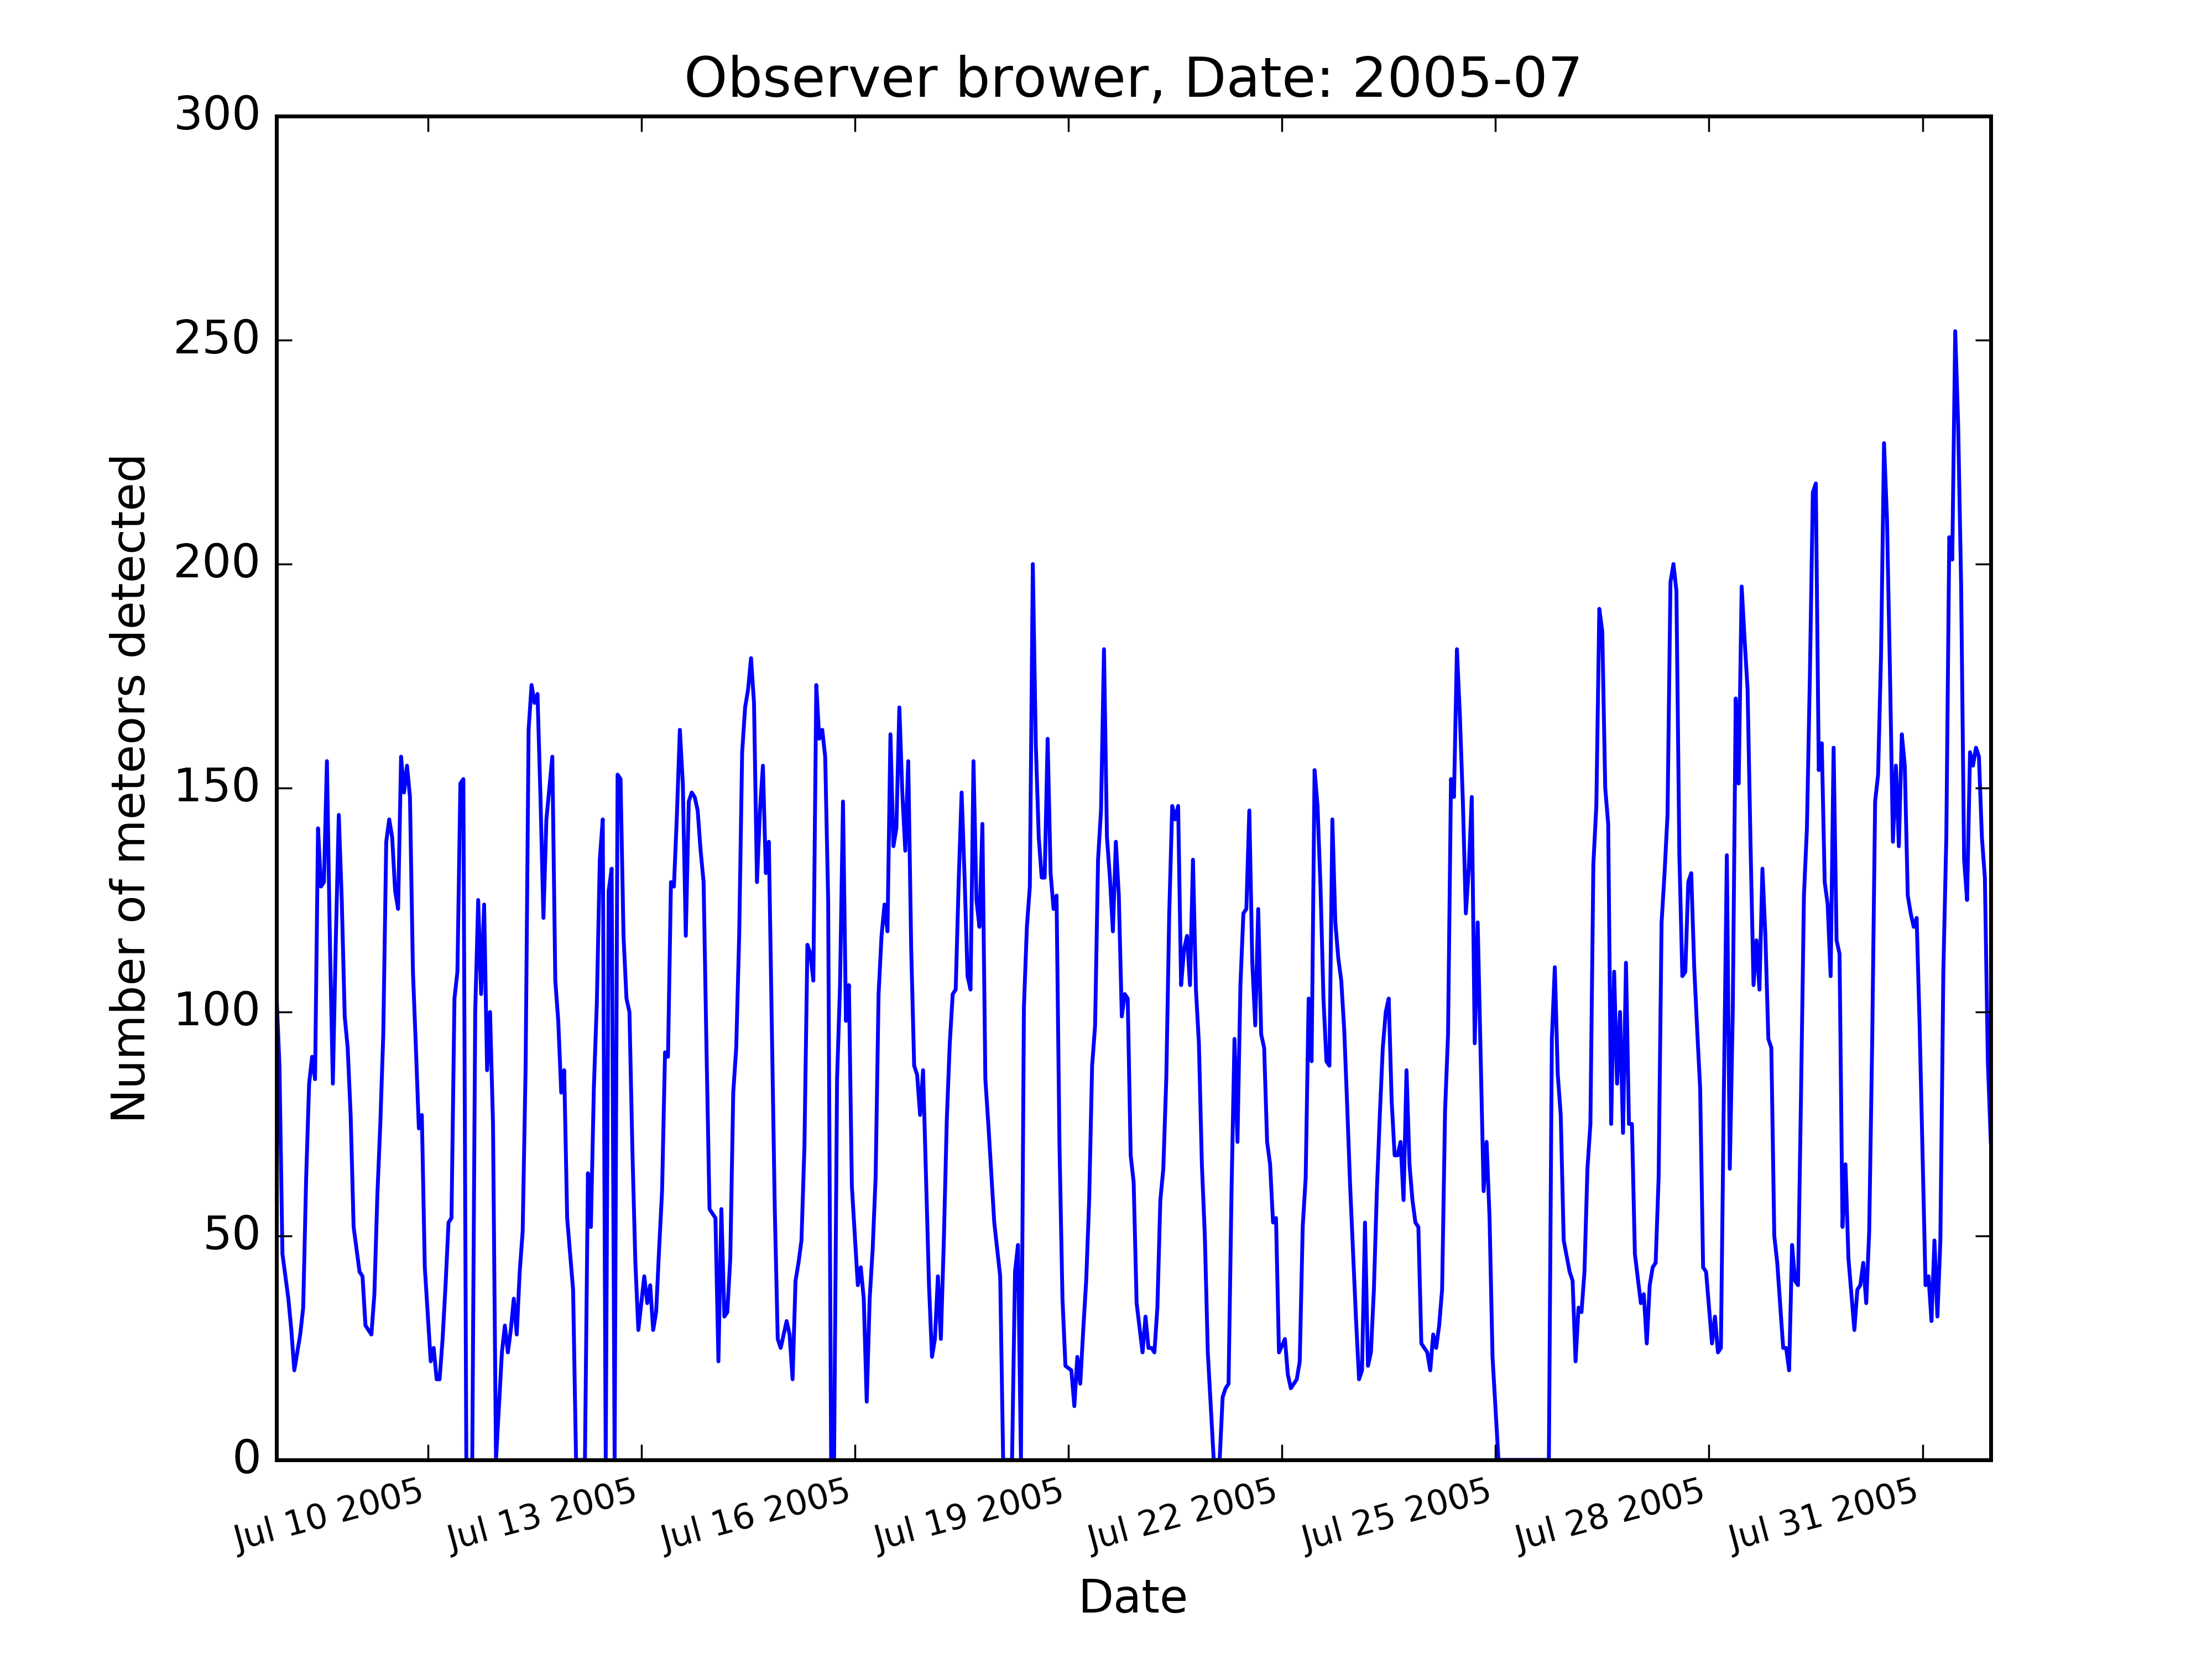 Observer brower, Date: 2005-07
300
250
200
150
100
50
0
Number of meteors detected
Jul 10 2005
Jul 13 2005
Jul 16 2005
Jul 19 2005
Jul 22 2005
Jul 25 2005
Jul 28 2005
Jul 31 2005
Date